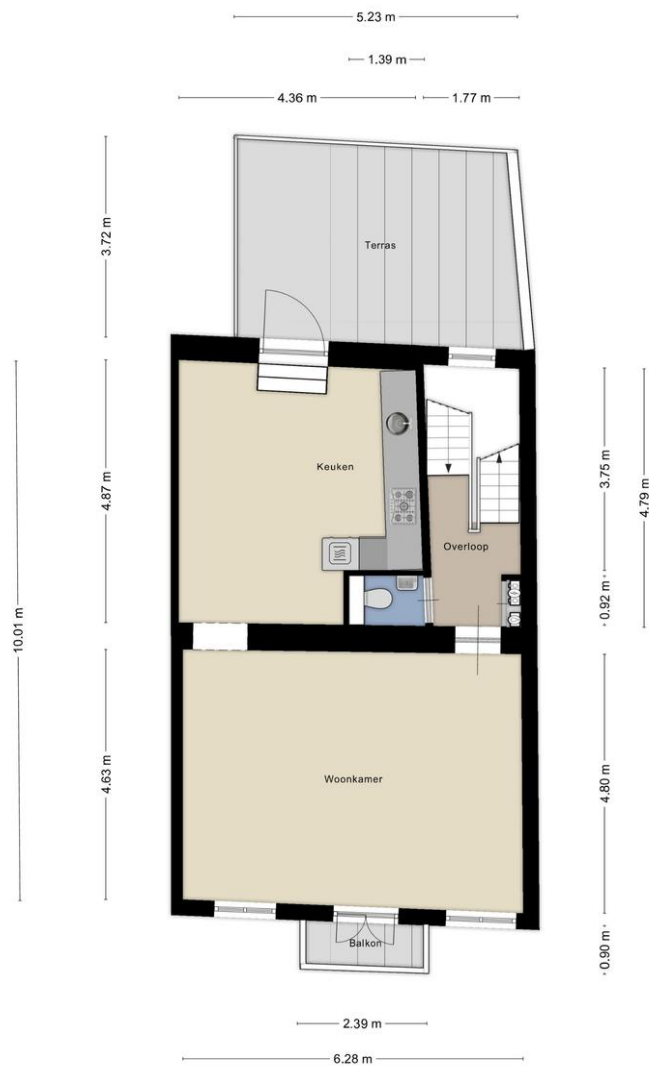 5.23 m
1.39 m
4.36 m
1.77 m
3.72 m
Terras
10.01 m
4.87 m
Keuken
3.75 m
4.79 m
Overloop
0.92 m
Woonkamer
4.63 m
4.80 m
Balkon
0.90 m
2.39 m
6.28 m